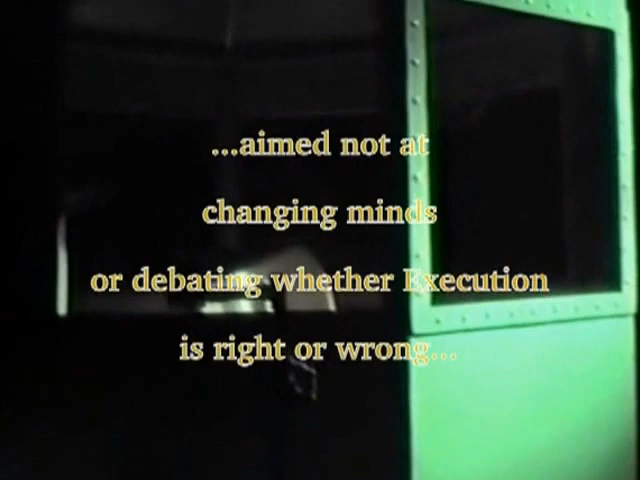 ...aimed not at
changing minds
or debating whether Execution
is right or wrong...